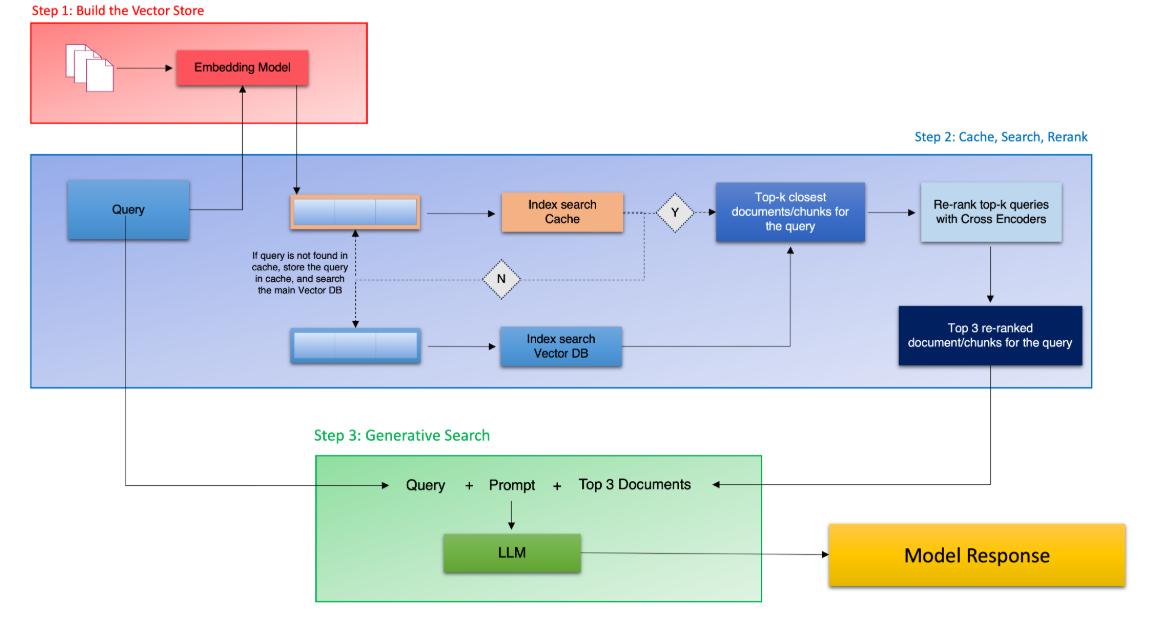 Step 1: Build the Vector Store
Embedding Model
Step 2: Cache, Search, Rerank
Query
Index search
Cache
Y
Top-k closest
documents/chunks for
the query
Re-rank top-k queries
with Cross Encoders
If query is not found in
cache, store the query
in cache, and search
the main Vector DB
N
Index search
Vector DB
Top 3 re-ranked
document/chunks for the query
Step 3: Generative Search
Query + Prompt + Top 3 Documents
LLM
Model Response